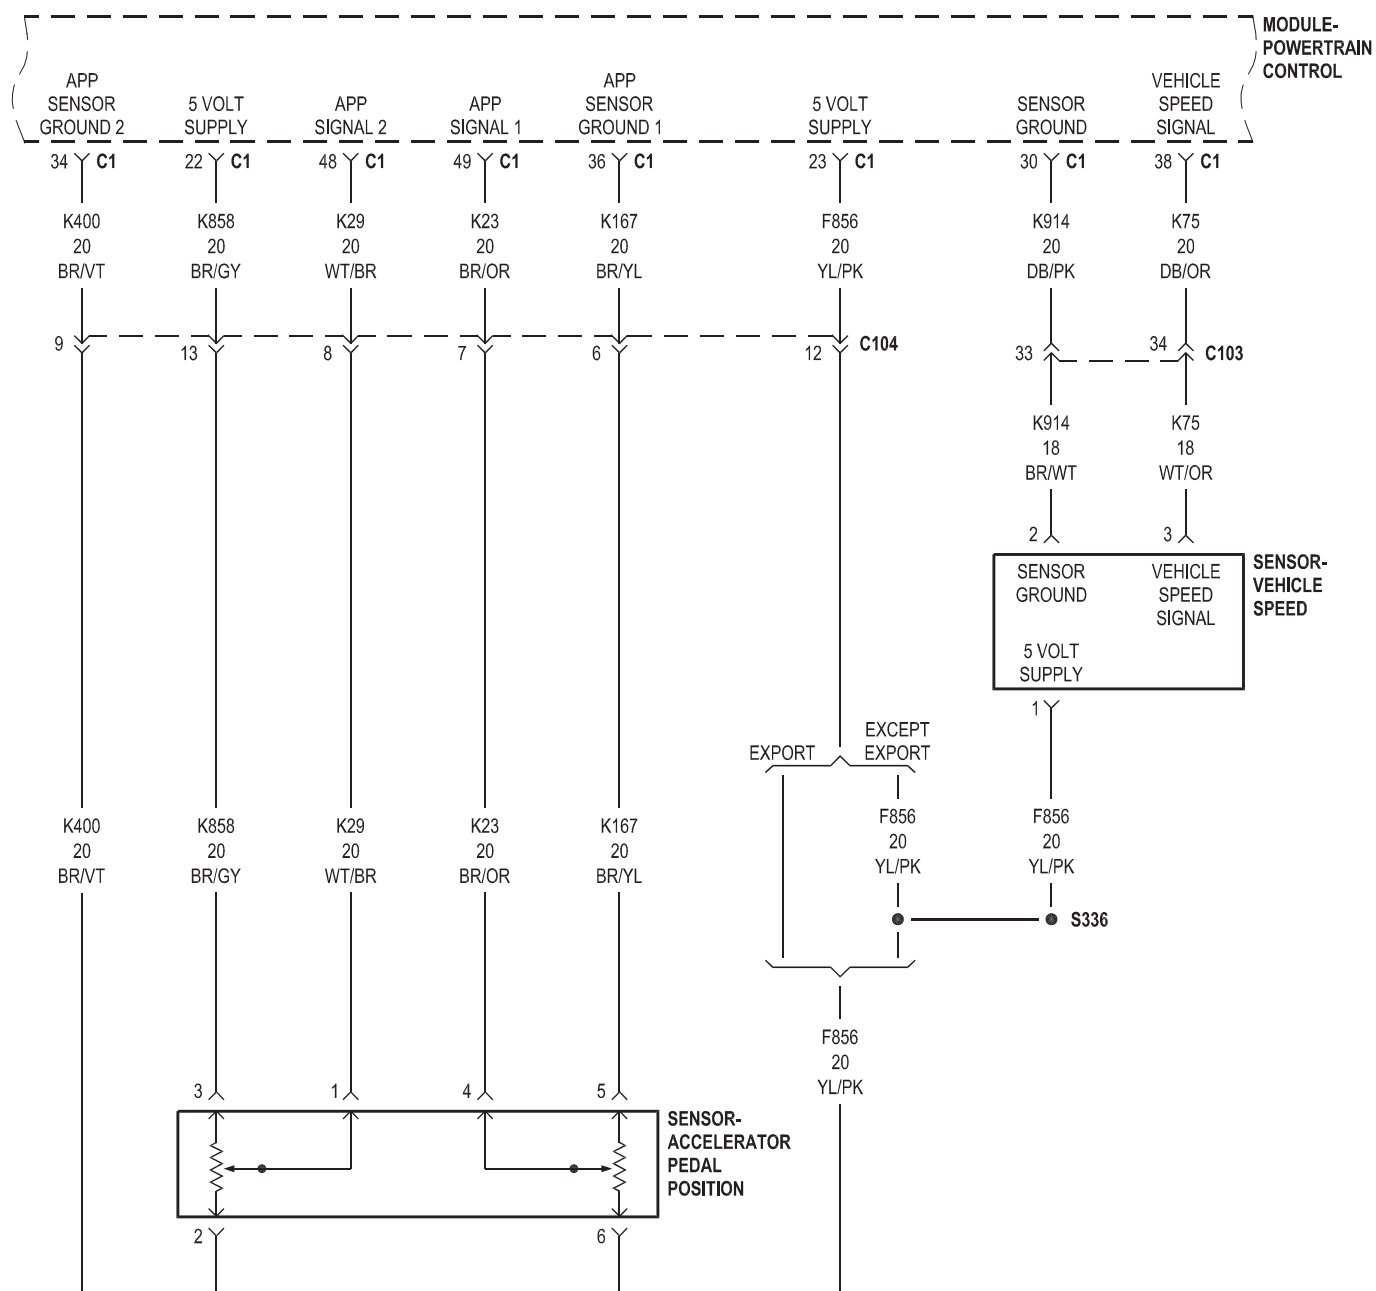 MODULE-
POWERTRAIN
CONTROL
APP
SENSOR
GROUND 2
5 VOLT
SUPPLY
APP
SIGNAL 2
APP
SIGNAL 1
APP
SENSOR
GROUND 1
5 VOLT
SUPPLY
SENSOR
GROUND
VEHICLE
SPEED
SIGNAL
34 C1
22 C1
48 C1
49 C1
36 C1
23 C1
30 C1
38 C1
K400
20
BR/VT
K858
20
BR/GY
K29
20
WT/BR
K23
20
BR/OR
K167
20
BR/YL
F856
20
YL/PK
K914
20
DB/PK
K75
20
DB/OR
9
13
8
7
6
12
C104
33
34
C103
K914
18
BR/WT
K75
18
WT/OR
2
3
SENSOR
GROUND
VEHICLE
SPEED
SIGNAL
5 VOLT
SUPPLY
SENSOR-
VEHICLE
SPEED
1
EXPORT
EXCEPT
EXPORT
K400
20
BR/VT
K858
20
BR/GY
K29
20
WT/BR
K23
20
BR/OR
K167
20
BR/YL
F856
20
YL/PK
F856
20
YL/PK
S336
F856
20
YL/PK
3
1
4
5
SENSOR-
ACCELERATOR
PEDAL
POSITION
2
6